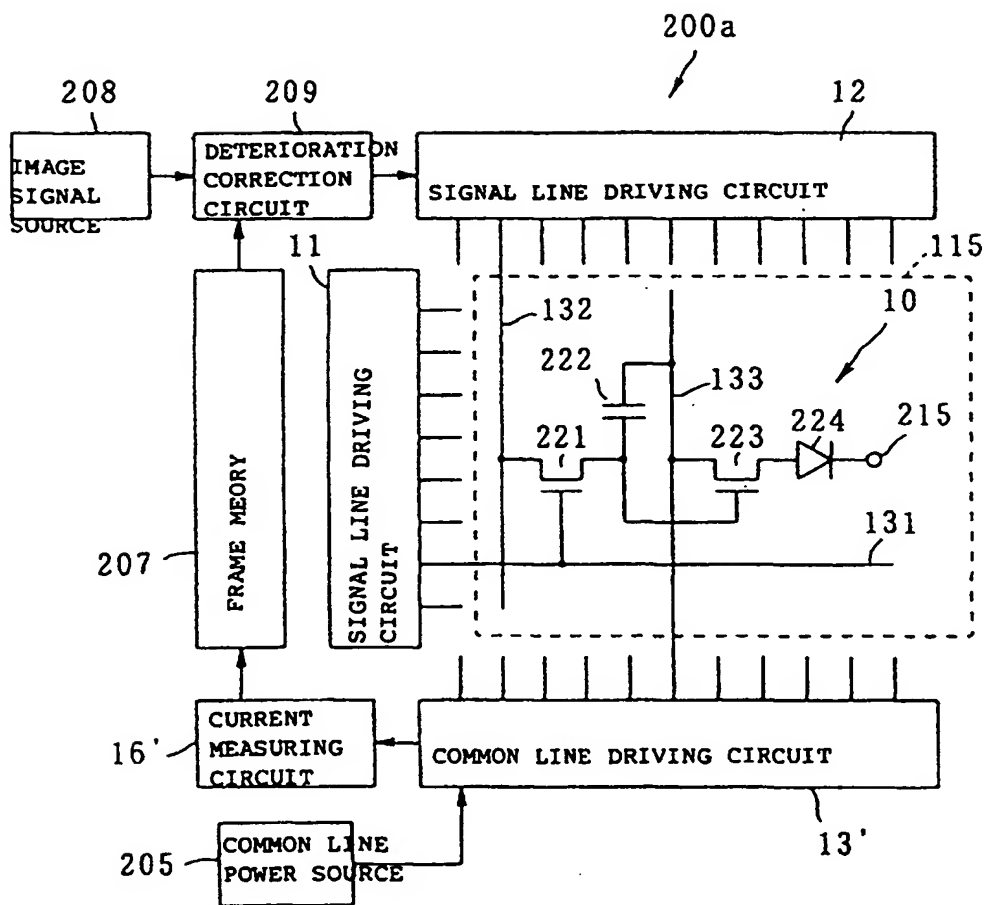 200a
208
209
12
IMAGE
SIGNAL
SOURCE
DETERIORATION
CORRECTION
CIRCUIT
SIGNAL LINE DRIVING CIRCUIT
11
115
132
10
222
133
224
215
221
223
131
FRAME MEORY
SIGNAL LINE DRIVING
CIRCUIT
207
16'
CURRENT
MEASURING
CIRCUIT
COMMON LINE DRIVING CIRCUIT
13'
205
COMMON LINE
POWER SOURCE